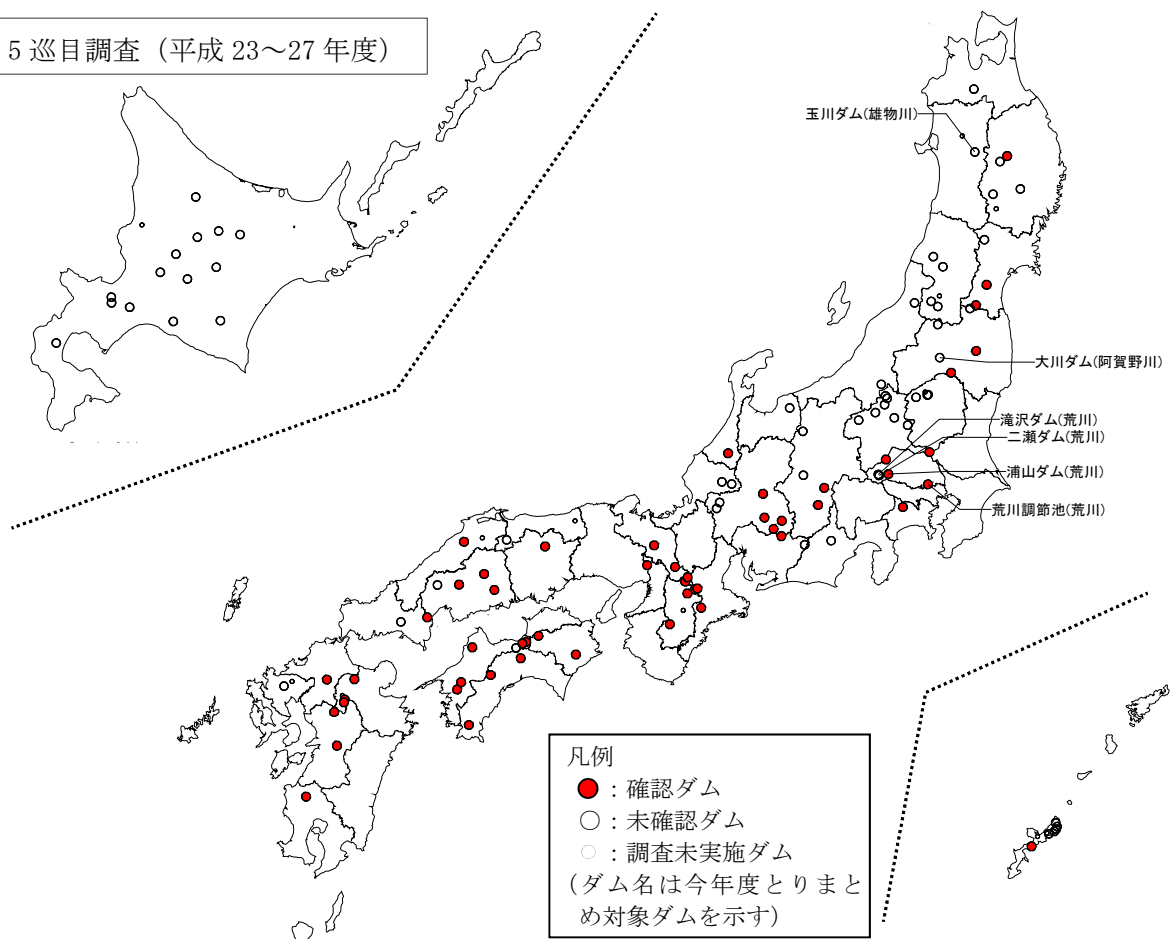 5巡目調査（平成23～27年度）
玉川ダム(雄物川)
大川ダム(阿賀野川)
滝沢ダム(荒川)
二瀬ダム(荒川)
浦山ダム(荒川)
荒川調節池(荒川)
凡例
：確認ダム
：未確認ダム
：調査未実施ダム
(ダム名は今年度とりまと
め対象ダムを示す)